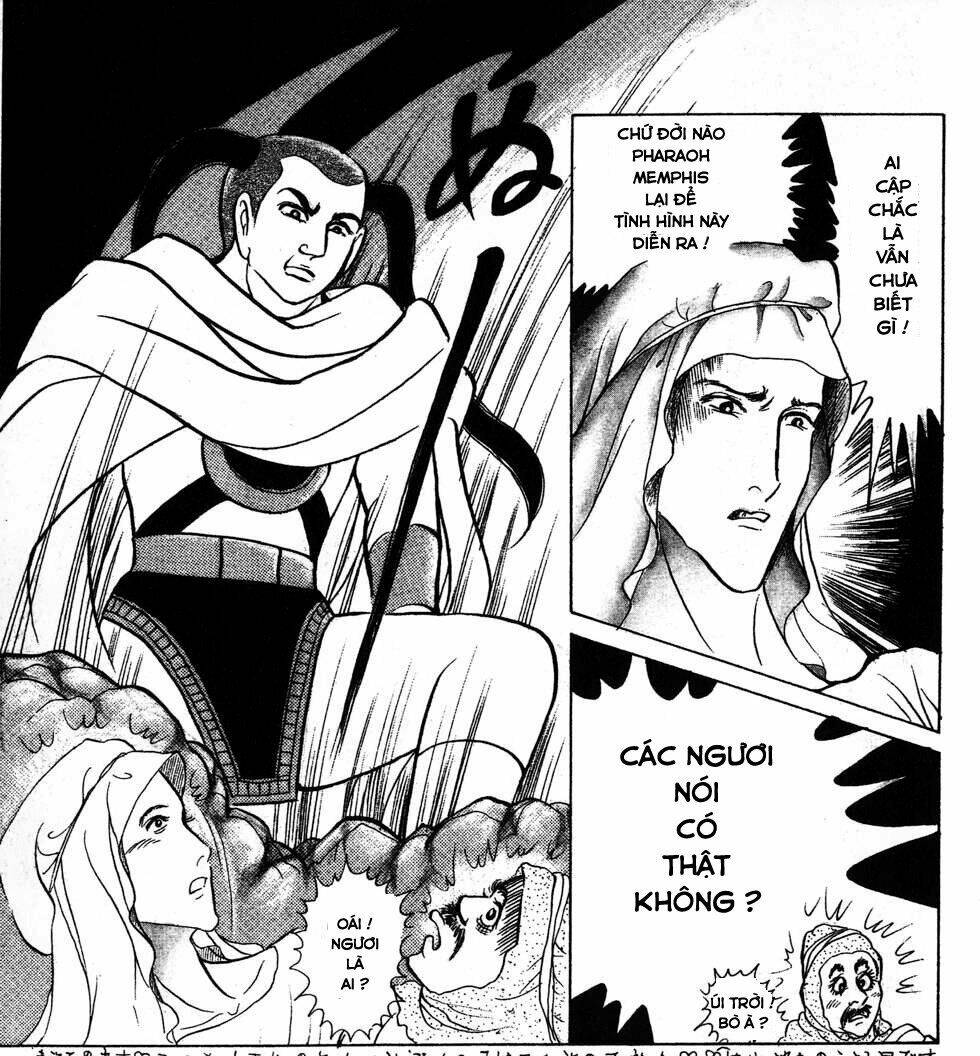 AI
CẬP
CHẮC
LÀ
VẪN
CHƯA
BIẾT
GÌ !
CHỨ ĐỜI NÀO
PHARAOH
MEMPHIS
LẠI ĐỂ
TÌNH HÌNH NÀY
DIỄN RA !
CÁC NGƯƠI
NÓI
CÓ
THẬT
KHÔNG ?
ÚI TRỜI !
BỎ À ?
ぬ
OÁI !
NGƯƠI
LÀ
AI ?